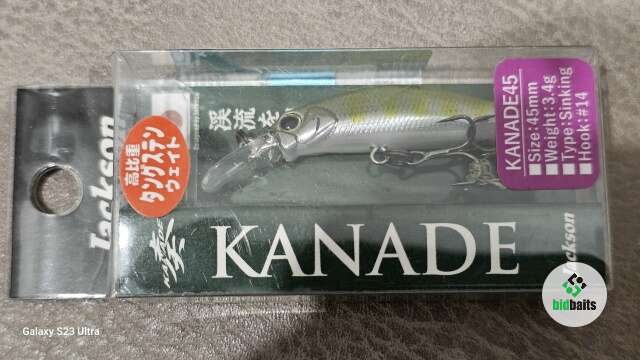 Jackson
高比重
タングステン
ウェイト
渓流を
KANADE45
■Size:45mm
■Weight:3.4g
■Type:Sinking
■Hook:#14
奏
KANADE
KANADE
Jackson
bidbaits
Galaxy S23 Ultra